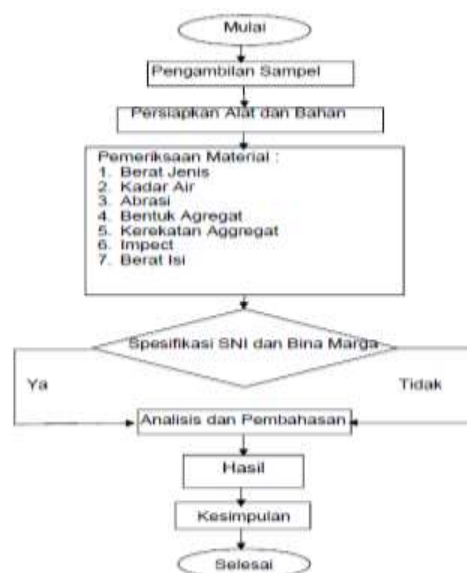 Mulai
Pengambilan Sampel
Persiapkan Alat dan Bahan
Pemeriksaan Material :
1. Berat Jenis
2. Kadar Air
3. Abrasi
4. Bentuk Agregat
5. Kerekatan Aggregat
6. Impect
7. Berat Isi
Spesifikasi SNI dan Bina Marga
Ya
Tidak
Analisis dan Pembahasan
Hasil
Kesimpulan
Selesai